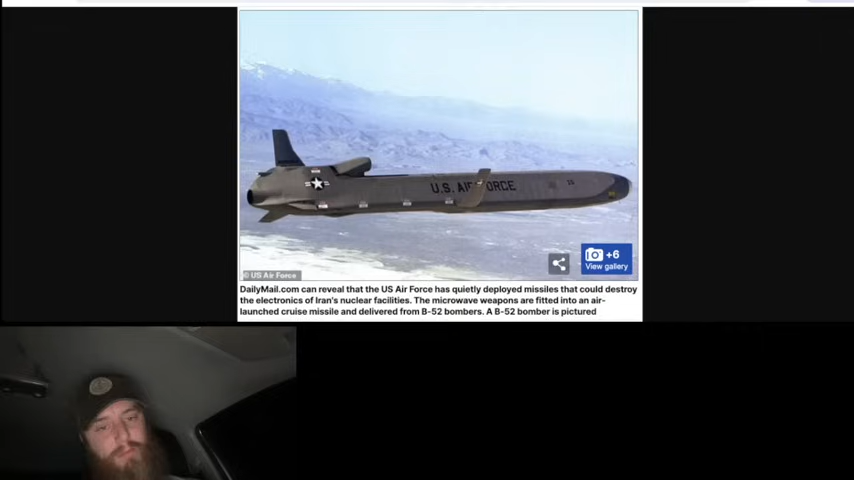 U.S. AIR FORCE
+6
View gallery
© US Air Force
DailyMail.com can reveal that the US Air Force has quietly deployed missiles that could destroy
the electronics of Iran's nuclear facilities. The microwave weapons are fitted into an air-
launched cruise missile and delivered from B-52 bombers. A B-52 bomber is pictured